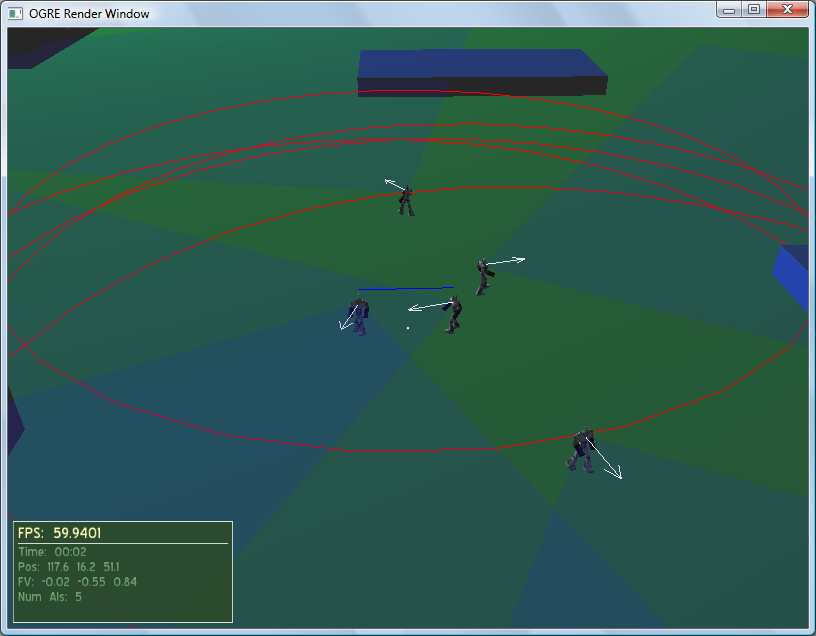 OGRE Render Window
FPS: 59.9401
Time: 00:02
Pos: 117.6 16.2 51.1
FV: -0.02 -0.55 0.84
Num AIs: 5